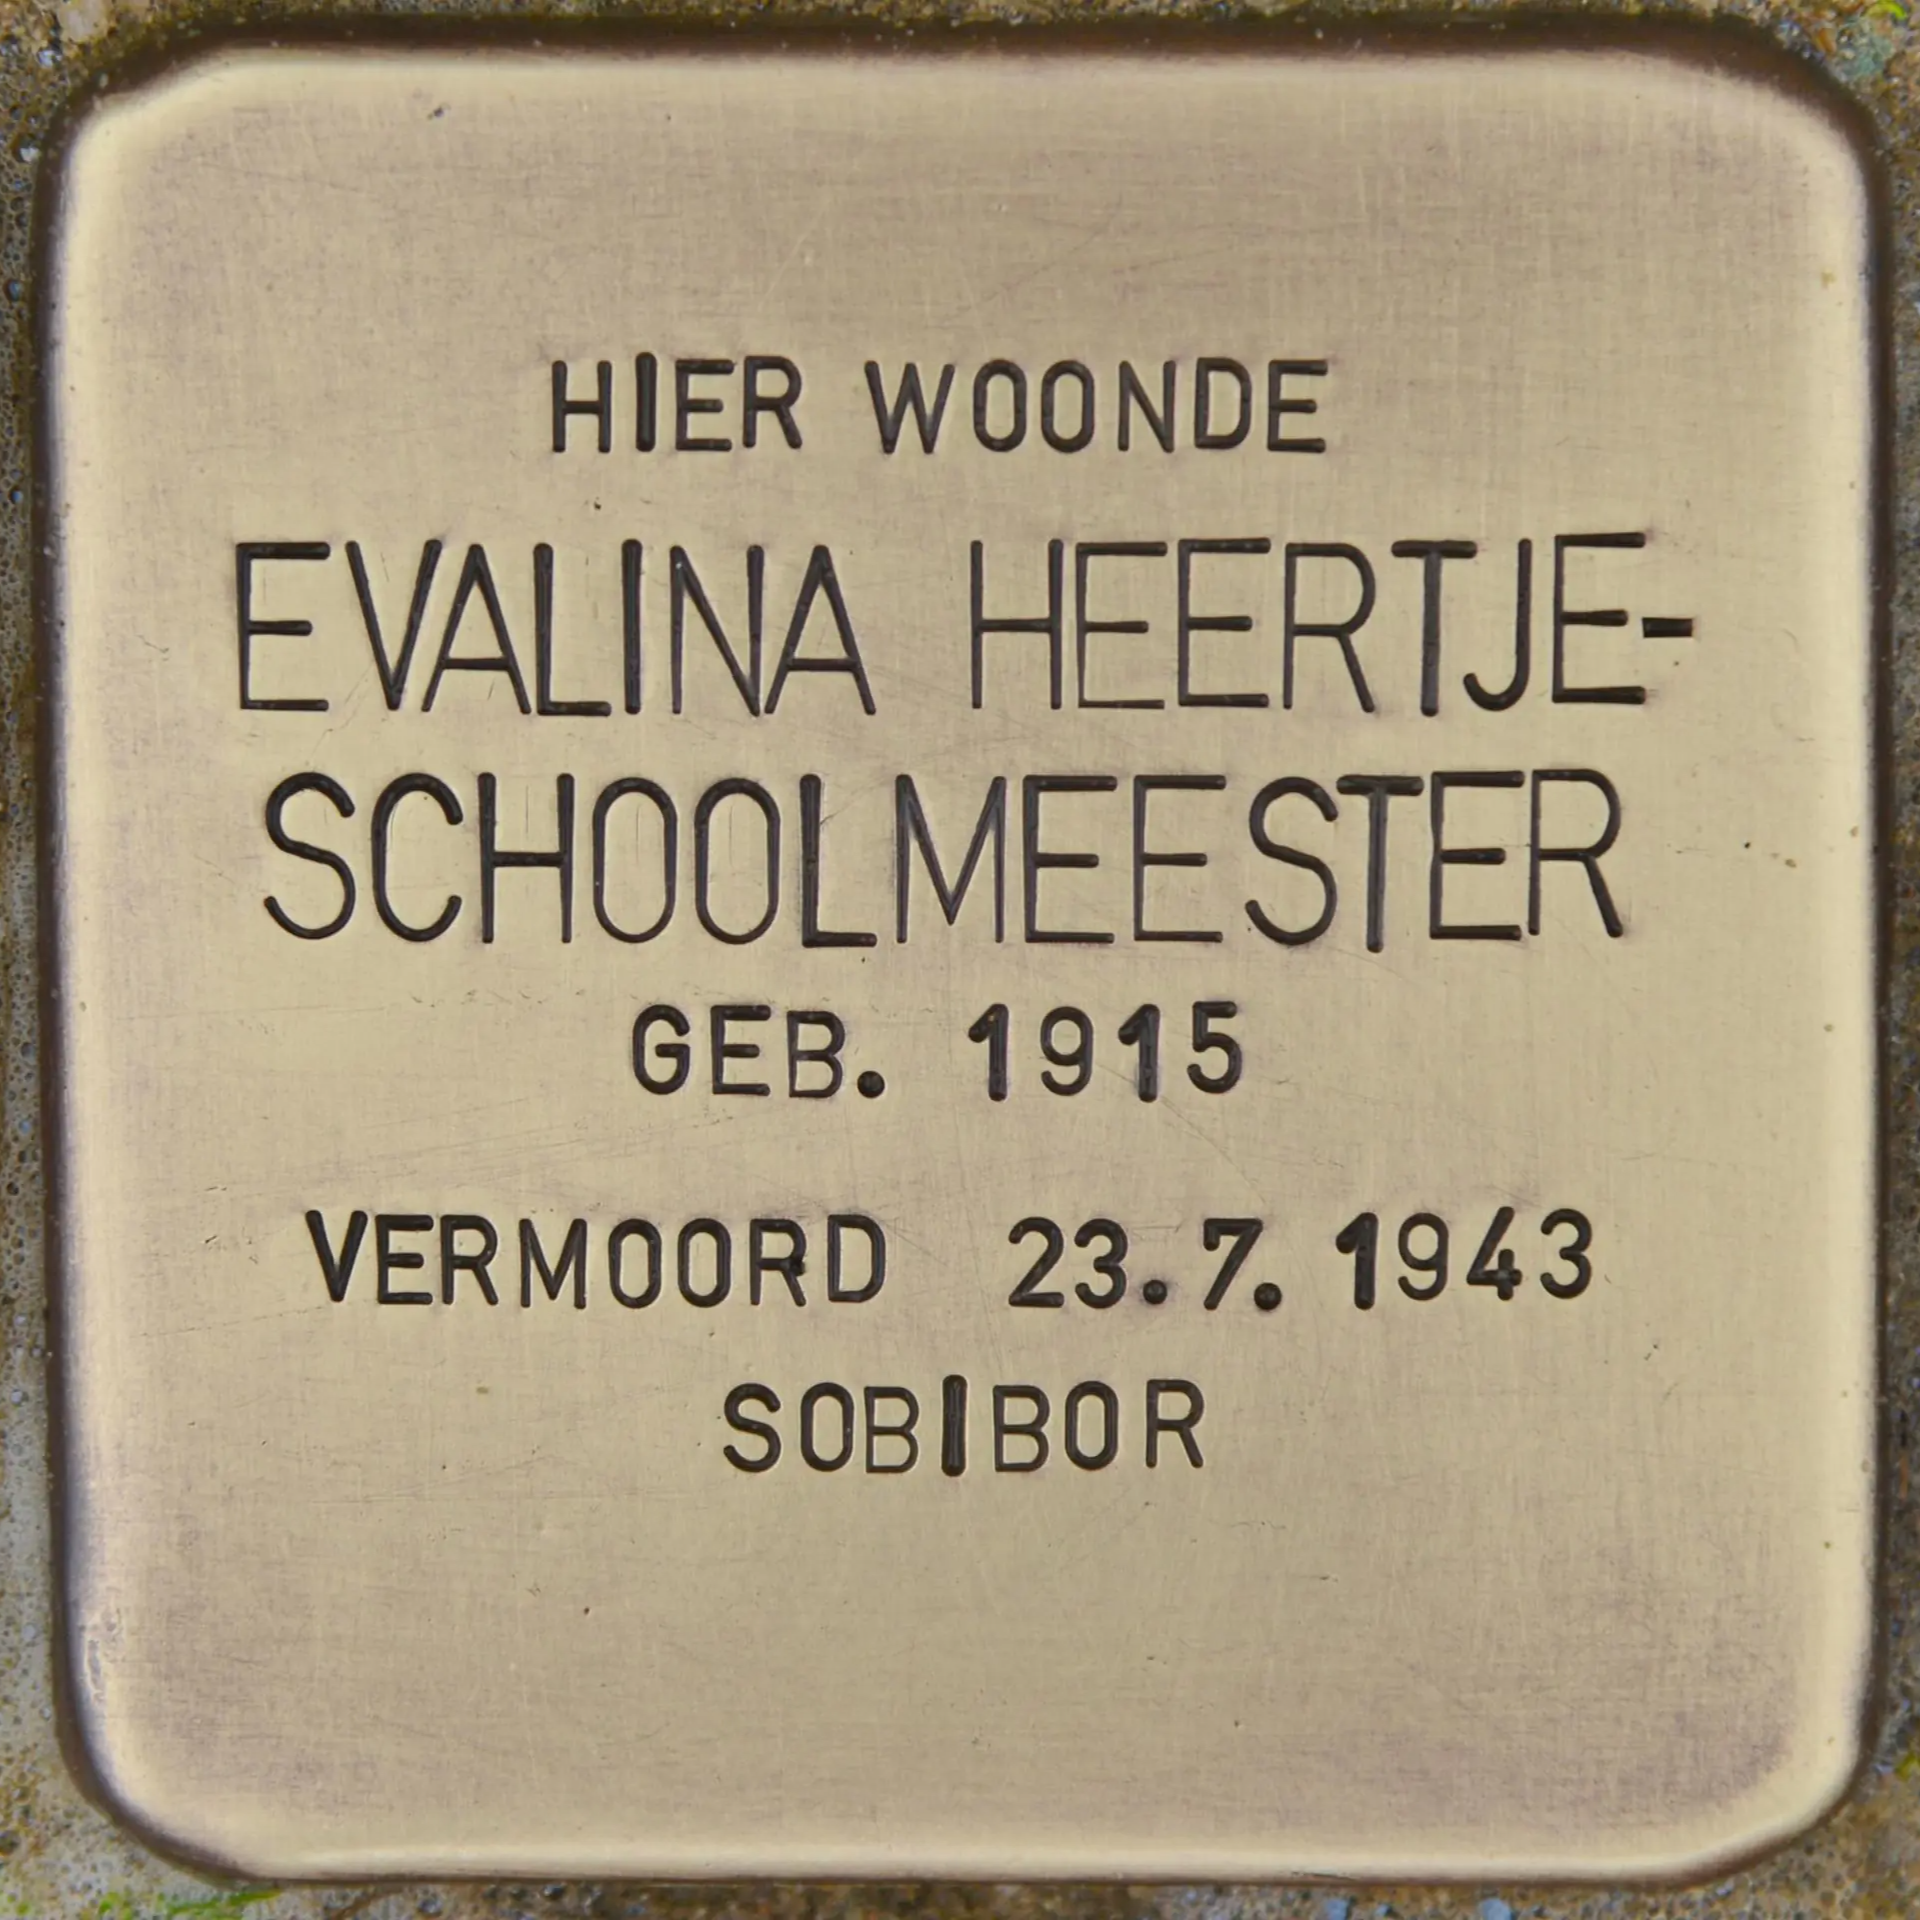 HIER WOONDE
EVALINA HEERTJE-
SCHOOLMEESTER
GEB. 1915
VERMOORD 23.7.1943
SOBIBOR